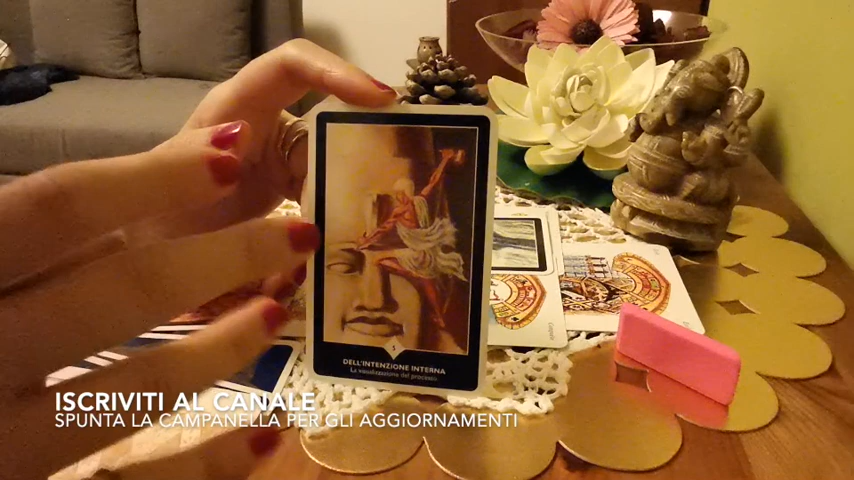 5
DELL'INTENZIONE INTERNA
La visualizzazione del processo
ISCRIVITI AL CANALE
SPUNTA LA CAMPANELLA PER GLI AGGIORNAMENTI